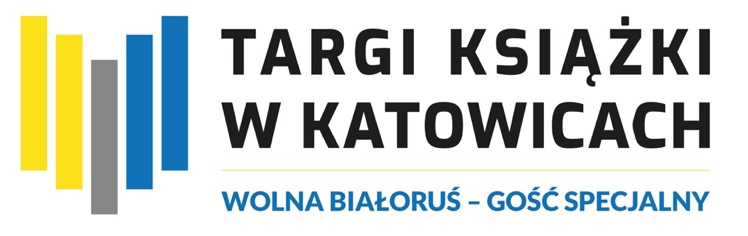 TARGI KSIĄŻKI
W KATOWICACH
WOLNA BIAŁORUŚ – GOŚĆ SPECJALNY